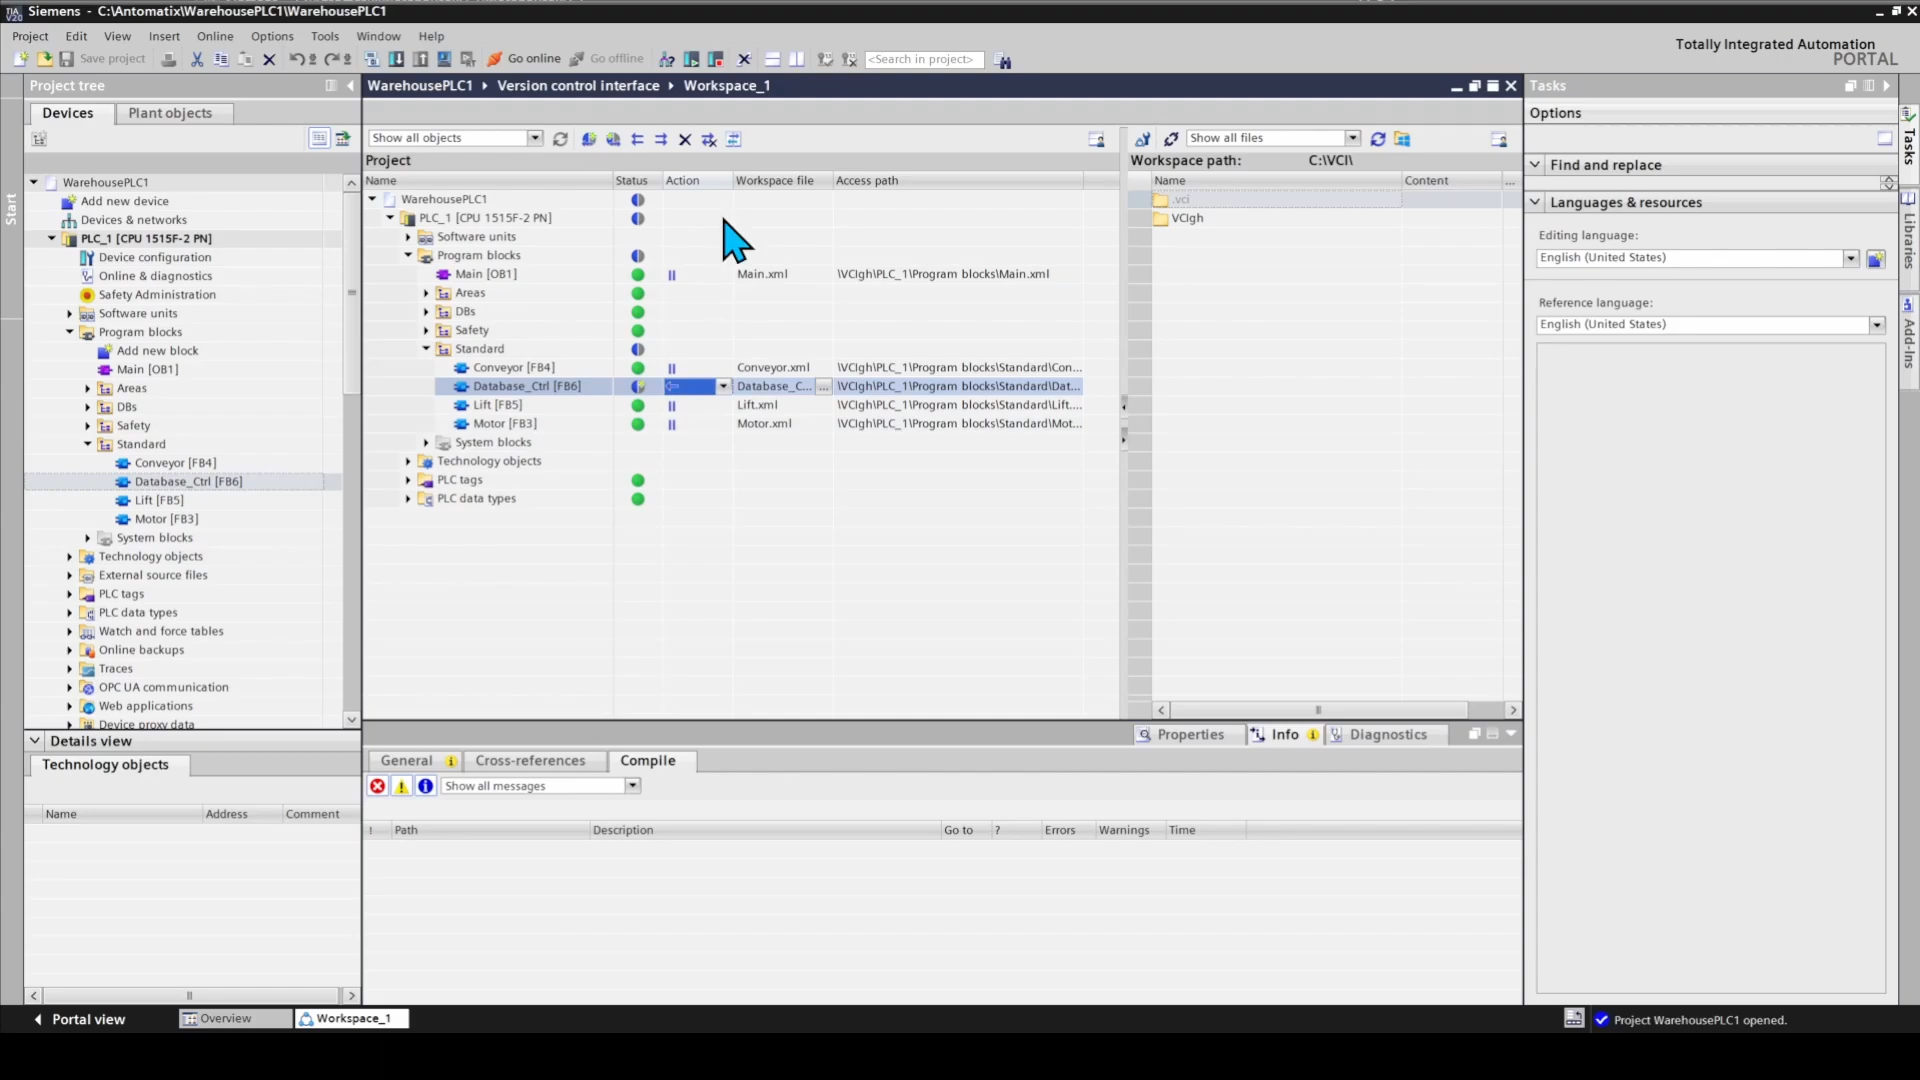 Siemens - C:\Antomatix\WarehousePLC1\WarehousePLC1
Project Edit View Insert Online Options Tools Window Help
Totally Integrated Automation
PORTAL
Save project
Go online
Go offline
<Search in project>
Project tree
WarehousePLC1 Version control interface Workspace_1
Tasks
Devices
Plant objects
Options
Start
WarehousePLC1
Add new device
Devices & networks
PLC_1 [CPU 1515F-2 PN]
Device configuration
Online & diagnostics
Safety Administration
Software units
Program blocks
Add new block
Main [OB1]
Areas
DBs
Safety
Standard
Conveyor [FB4]
Database_Ctrl [FB6]
Lift [FB5]
Motor [FB3]
System blocks
Technology objects
External source files
PLC tags
PLC data types
Watch and force tables
Online backups
Traces
OPC UA communication
Web applications
Device proxy data
Details view
Technology objects
Name Address Comment
Show all objects
Project
Name Status Action Workspace file Access path
WarehousePLC1
PLC_1 [CPU 1515F-2 PN]
Software units
Program blocks
Main [OB1] Main.xml \VCIgh\PLC_1\Program blocks\Main.xml
Areas
DBs
Safety
Standard
Conveyor [FB4] Conveyor.xml \VCIgh\PLC_1\Program blocks\Standard\Con...
Database_Ctrl [FB6] Database_C... ... \VCIgh\PLC_1\Program blocks\Standard\Dat...
Lift [FB5] Lift.xml \VCIgh\PLC_1\Program blocks\Standard\Lift....
Motor [FB3] Motor.xml \VCIgh\PLC_1\Program blocks\Standard\Mot...
System blocks
Technology objects
PLC tags
PLC data types
Show all files
Workspace path: C:\VCI\
Name Content ...
.vci
VCIgh
Find and replace
Languages & resources
Editing language:
English (United States)
Reference language:
English (United States)
Tasks
Libraries
Add-Ins
Properties Info Diagnostics
General Cross-references Compile
Show all messages
! Path Description Go to ? Errors Warnings Time
Portal view
Overview
Workspace_1
Project WarehousePLC1 opened.